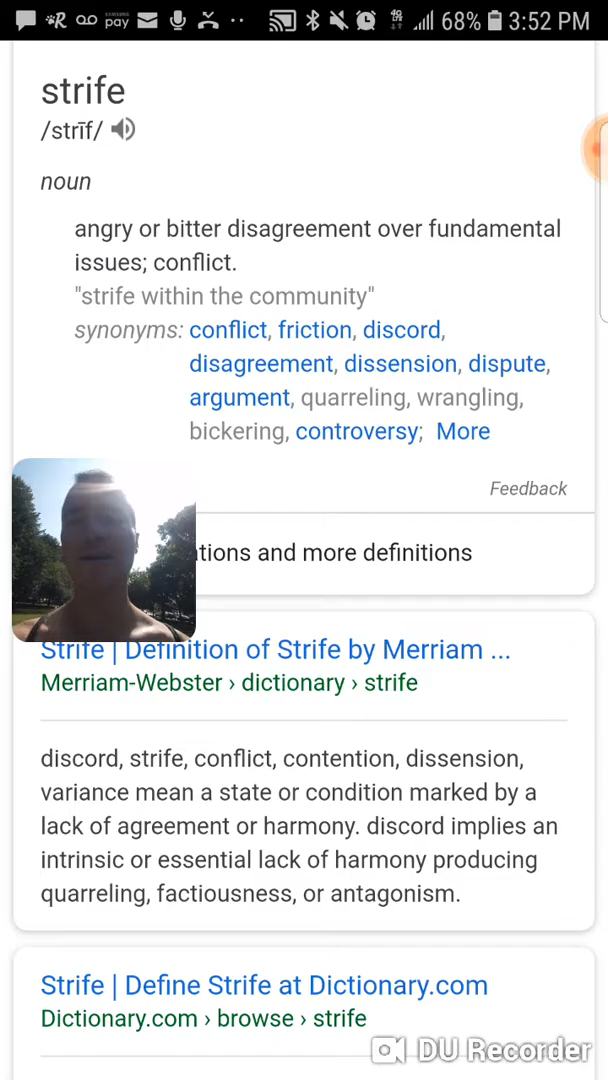 R pay 4G 68% 3:52 PM
strife
/strīf/
noun
angry or bitter disagreement over fundamental
issues; conflict.
"strife within the community"
synonyms: conflict, friction, discord,
disagreement, dissension, dispute,
argument, quarreling, wrangling,
bickering, controversy; More
Feedback
ations and more definitions
Strife | Definition of Strife by Merriam ...
Merriam-Webster › dictionary › strife
discord, strife, conflict, contention, dissension,
variance mean a state or condition marked by a
lack of agreement or harmony. discord implies an
intrinsic or essential lack of harmony producing
quarreling, factiousness, or antagonism.
Strife | Define Strife at Dictionary.com
Dictionary.com › browse › strife
DU Recorder